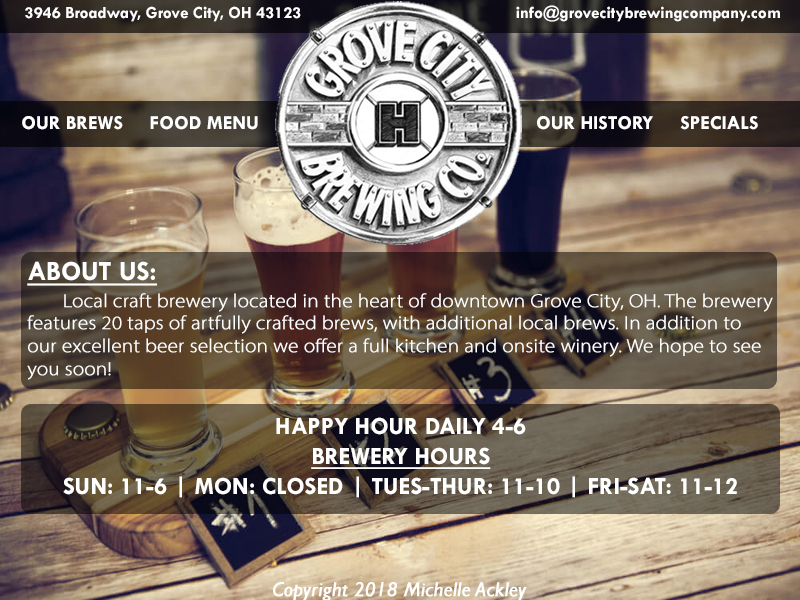 3946 Broadway, Grove City, OH 43123
info@grovecitybrewingcompany.com
GROVE CITY
H
BREWING CO.
OUR BREWS
FOOD MENU
OUR HISTORY
SPECIALS
ABOUT US:
Local craft brewery located in the heart of downtown Grove City, OH. The brewery
features 20 taps of artfully crafted brews, with additional local brews. In addition to
our excellent beer selection we offer a full kitchen and onsite winery. We hope to see
you soon!
#3
HAPPY HOUR DAILY 4-6
BREWERY HOURS
SUN: 11-6 | MON: CLOSED | TUES-THUR: 11-10 | FRI-SAT: 11-12
#1
Copyright 2018 Michelle Ackley